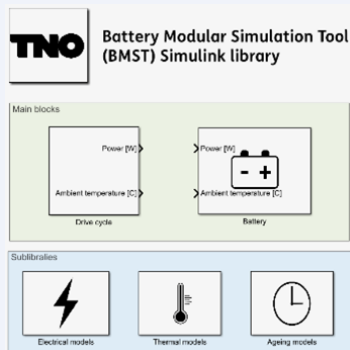 TNO
Battery Modular Simulation Tool
(BMST) Simulink library
Main blocks
Power [W]
Power [W]
Ambient temperature [C]
Ambient temperature [C]
Drive cycle
Battery
Sublibraries
Electrical models
Thermal models
Ageing models